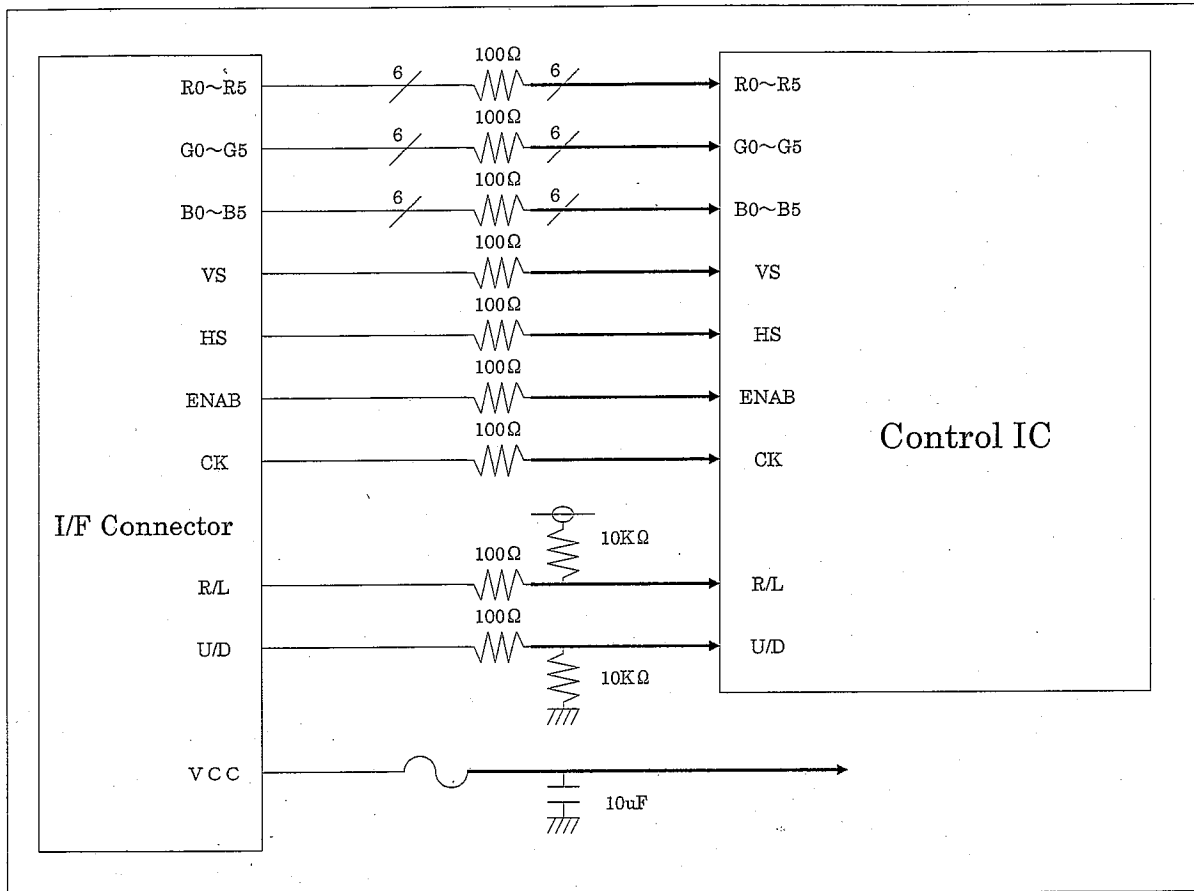 100Ω
R0~R5 6 6 R0~R5
100Ω
G0~G5 6 6 G0~G5
100Ω
B0~B5 6 6 B0~B5
100Ω
VS VS
100Ω
HS HS
100Ω
ENAB ENAB
100Ω
CK CK
Control IC
I/F Connector
10KΩ
100Ω
R/L R/L
100Ω
U/D U/D
10KΩ
VCC
10uF